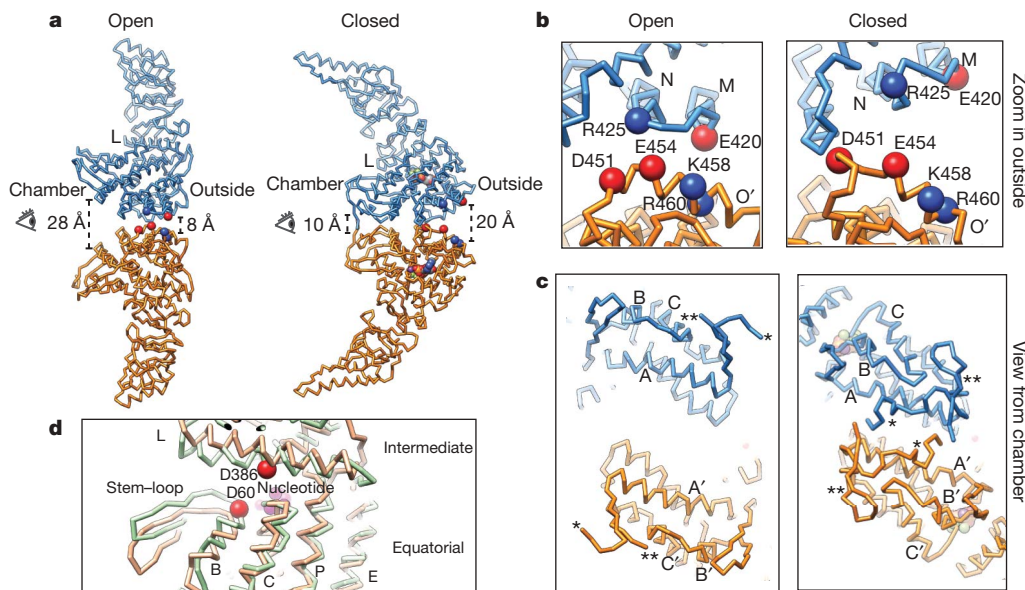 a
Open
Closed
L
L
Chamber
Outside
Chamber
Outside
28 Å
8 Å
10 Å
20 Å
b
Open
Closed
N
M
R425
E420
D451
E454
K458
R460
O′
M
N
R425
E420
D451
E454
K458
R460
O′
Zoom in outside
c
B
C
**
*
A
A′
*
**
C′
B′
C
B
A
**
*
*
A′
**
B′
C′
View from chamber
d
L
Intermediate
D386
Stem–loop
D60
Nucleotide
Equatorial
B
C
P
E